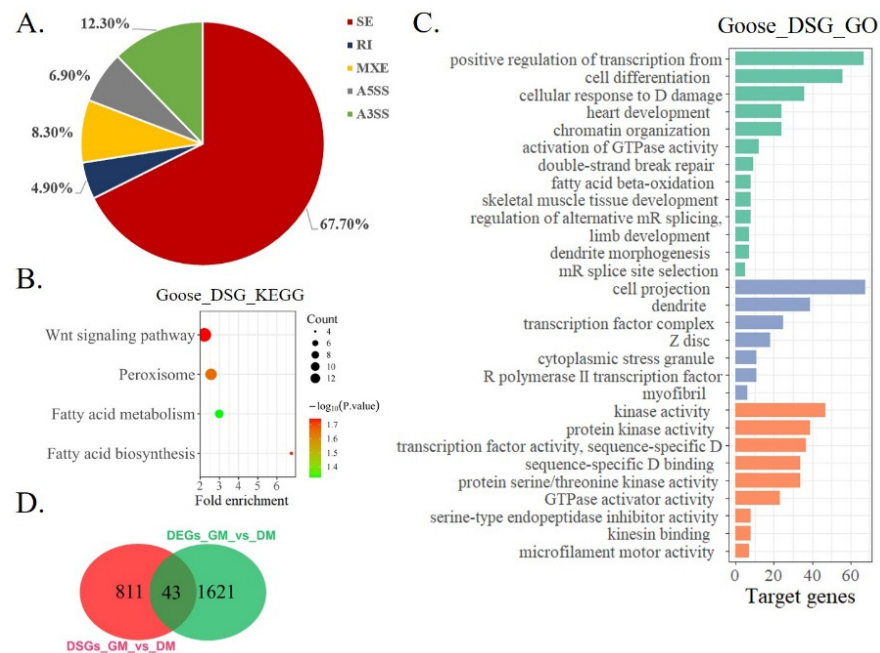 A.
12.30%
6.90%
8.30%
4.90%
67.70%
SE
RI
MXE
A5SS
A3SS
B.
Goose_DSG_KEGG
Wnt signaling pathway
Peroxisome
Fatty acid metabolism
Fatty acid biosynthesis
2 3 4 5 6
Fold enrichment
Count
4
6
8
10
12
−log10(P.value)
1.7
1.6
1.5
1.4
C.
Goose_DSG_GO
positive regulation of transcription from
cell differentiation
cellular response to D damage
heart development
chromatin organization
activation of GTPase activity
double-strand break repair
fatty acid beta-oxidation
skeletal muscle tissue development
regulation of alternative mR splicing,
limb development
dendrite morphogenesis
mR splice site selection
cell projection
dendrite
transcription factor complex
Z disc
cytoplasmic stress granule
R polymerase II transcription factor
myofibril
kinase activity
protein kinase activity
transcription factor activity, sequence-specific D
sequence-specific D binding
protein serine/threonine kinase activity
GTPase activator activity
serine-type endopeptidase inhibitor activity
kinesin binding
microfilament motor activity
0 20 40 60
Target genes
D.
DEGs_GM_vs_DM
811 43 1621
DSGs_GM_vs_DM